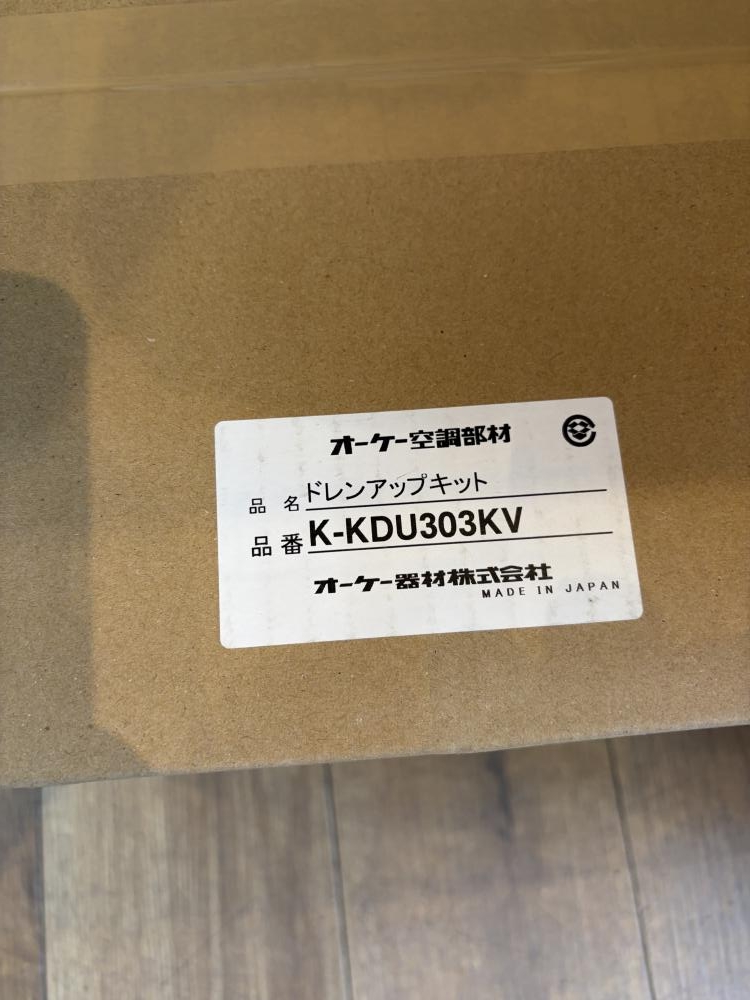 オーケー空調部材
品名 ドレンアップキット
品番 K-KDU303KV
オーケー器材株式会社
MADE IN JAPAN